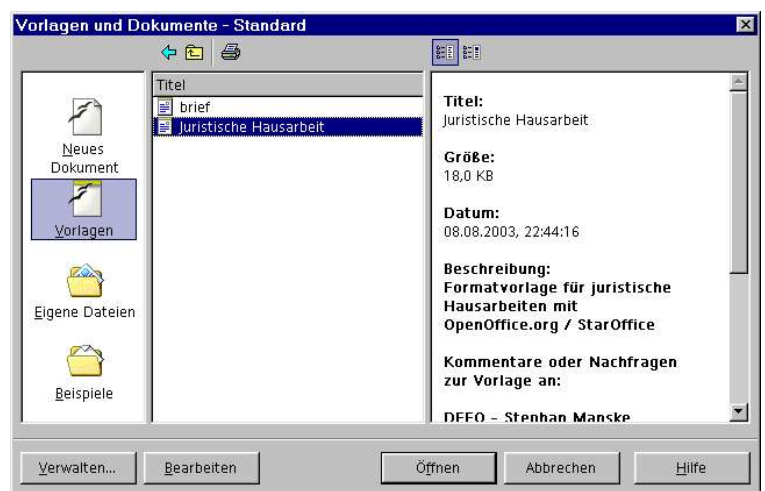 Vorlagen und Dokumente - Standard
Neues
Dokument
Vorlagen
Eigene Dateien
Beispiele
Titel
brief
Juristische Hausarbeit
Titel:
Juristische Hausarbeit
Größe:
18,0 KB
Datum:
08.08.2003, 22:44:16
Beschreibung:
Formatvorlage für juristische
Hausarbeiten mit
OpenOffice.org / StarOffice
Kommentare oder Nachfragen
zur Vorlage an:
DEEO - Stephan Manske
Verwalten...
Bearbeiten
Öffnen
Abbrechen
Hilfe